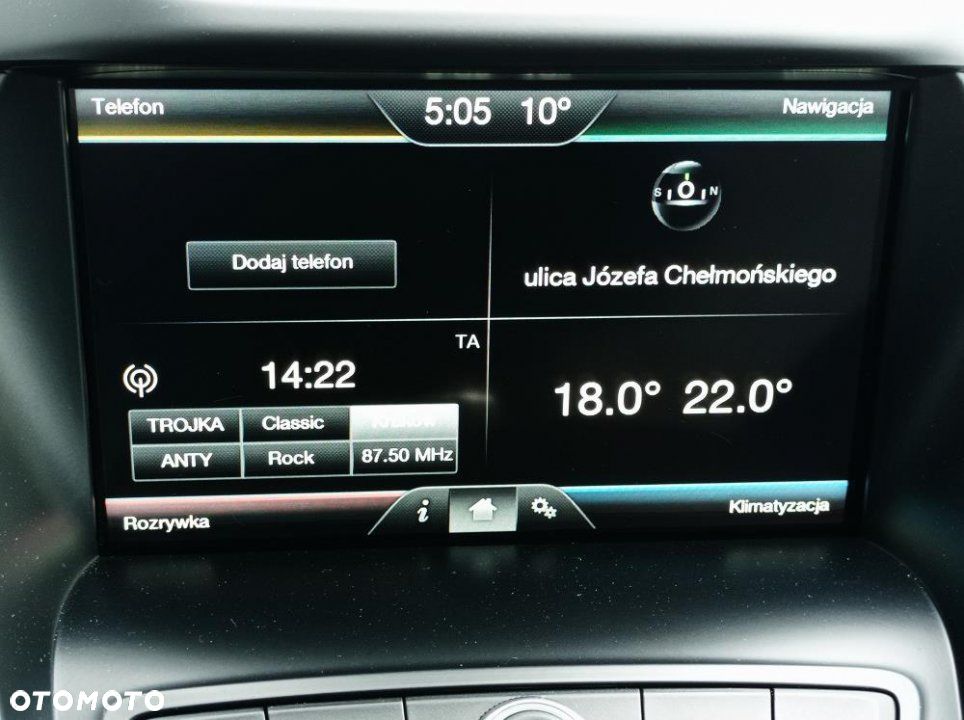 Telefon 5:05 10° Nawigacja
S N
Dodaj telefon
ulica Józefa Chełmońskiego
TA
14:22
18.0° 22.0°
TROJKA Classic
ANTY Rock 87.50 MHz
Rozrywka i Klimatyzacja
OTOMOTO